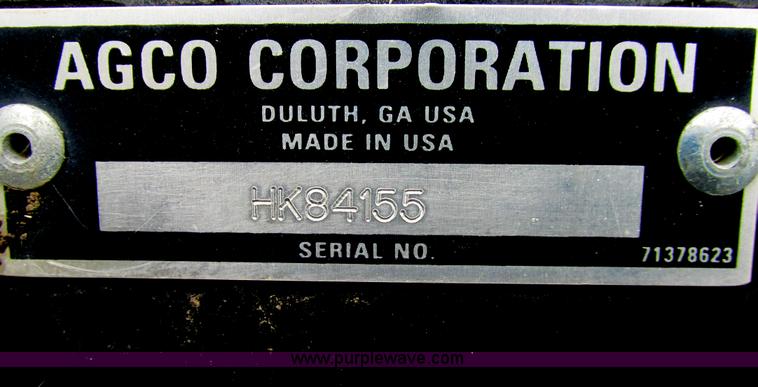 AGCO CORPORATION
DULUTH, GA USA
MADE IN USA
HK84155
SERIAL NO. 71378623
www.purplewave.com